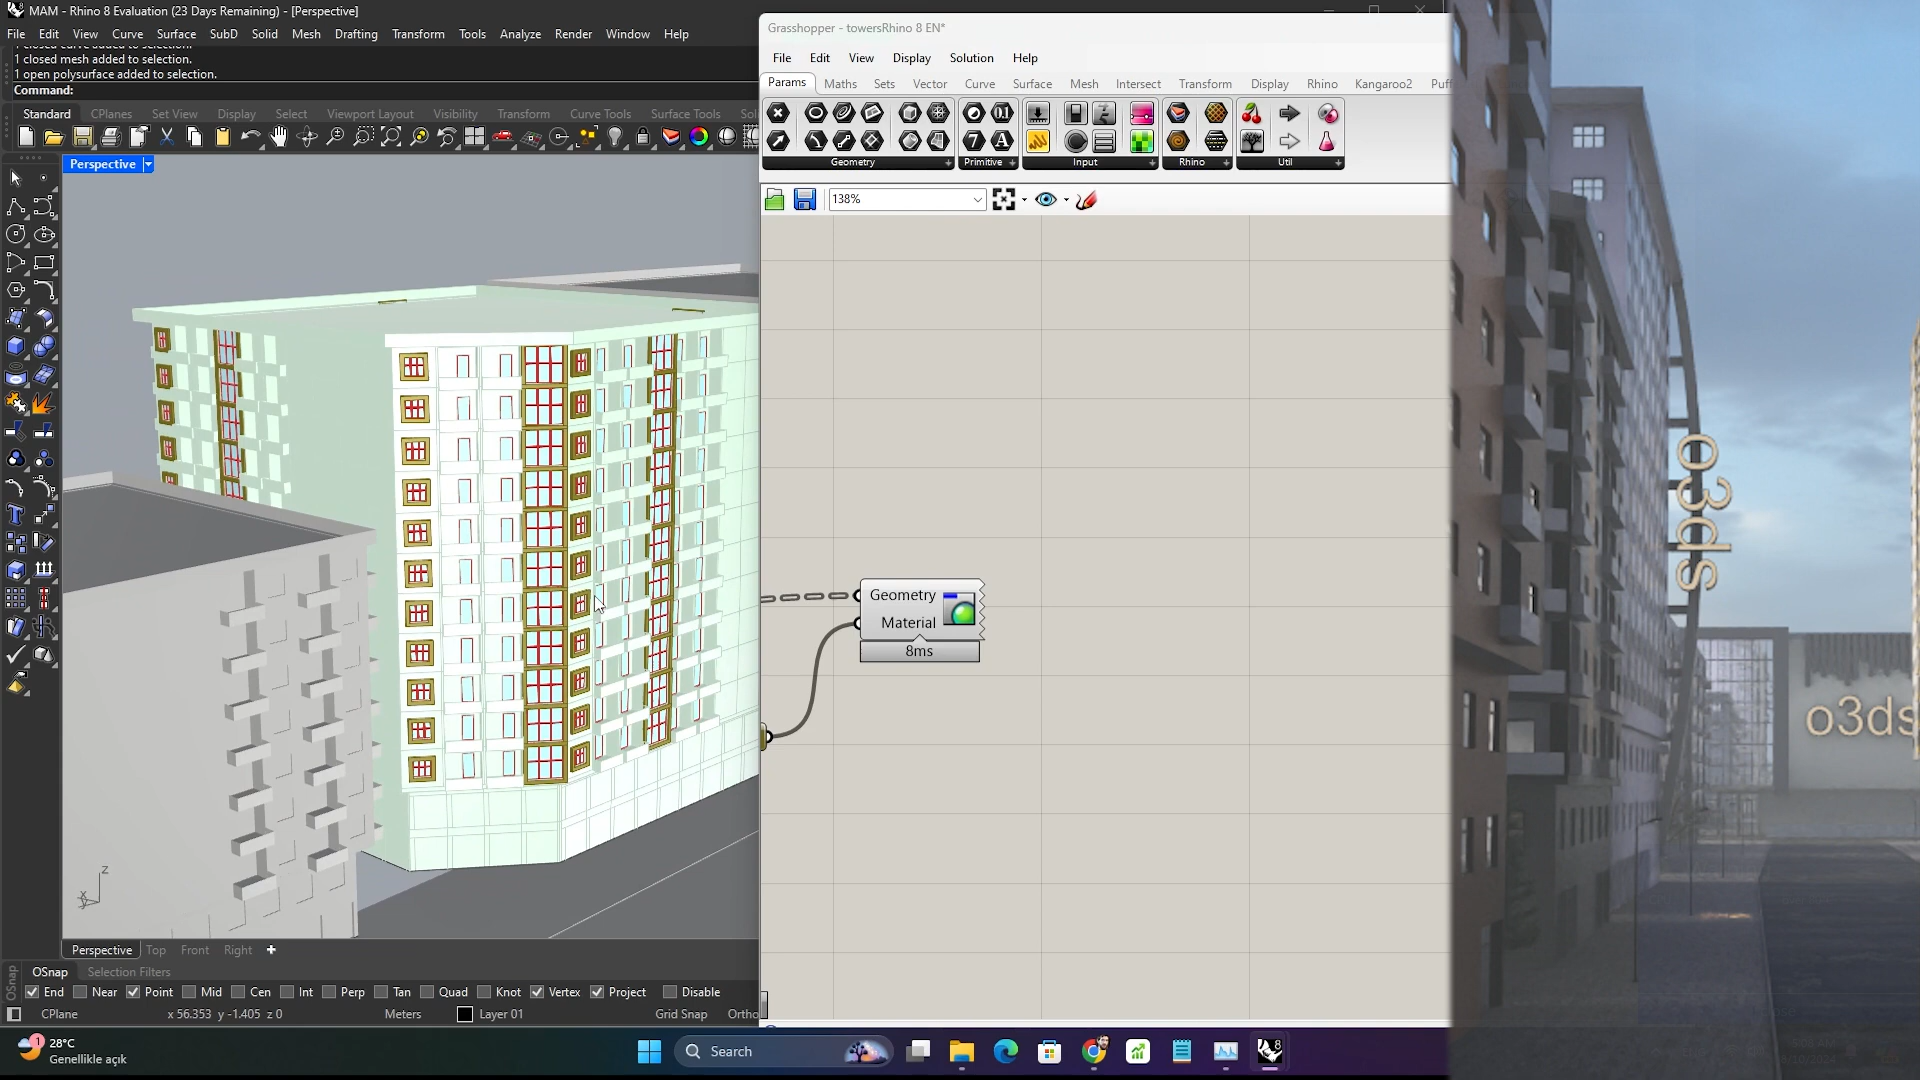 MAM - Rhino 8 Evaluation (23 Days Remaining) - [Perspective]
File Edit View Curve Surface SubD Solid Mesh Drafting Transform Tools Analyze Render Window Help
1 closed mesh added to selection.
1 open polysurface added to selection.
Command:
Standard CPlanes Set View Display Select Viewport Layout Visibility Transform Curve Tools Surface Tools Sol
Perspective
z
x
Perspective Top Front Right
OSnap Selection Filters
OSnap
End Near Point Mid Cen Int Perp Tan Quad Knot Vertex Project Disable
CPlane x 56.353 y -1.405 z 0 Meters Layer 01 Grid Snap Ortho
Grasshopper - towersRhino 8 EN*
File Edit View Display Solution Help
Params Maths Sets Vector Curve Surface Mesh Intersect Transform Display Rhino Kangaroo2 Puff
Geometry Primitive Input Rhino Util
138%
Geometry
Material
8ms
o3ds
o3ds
1
28°C
Genellikle açık
Search
8